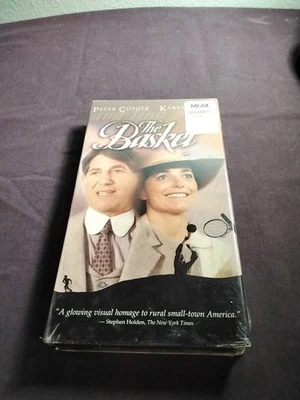 PETER COYOTE KAREN
MGM
The
Basket
"A glowing visual homage to rural small-town America."
— Stephen Holden, The New York Times